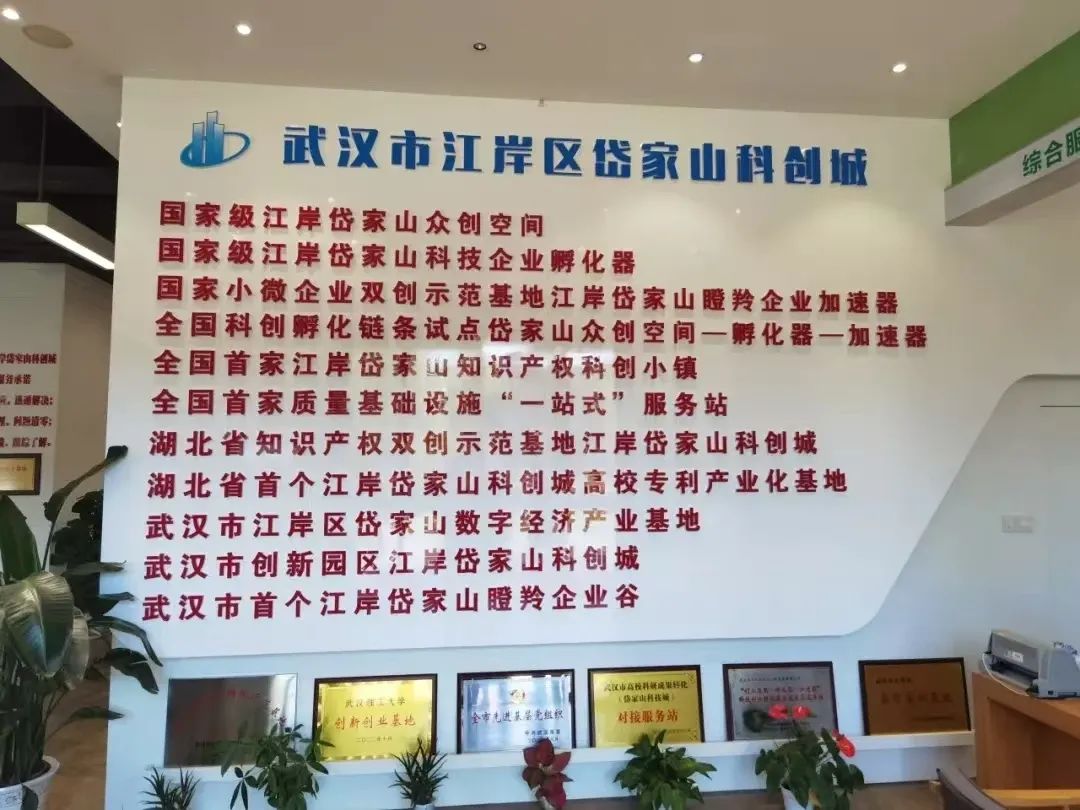 武汉市江岸区岱家山科创城
国家级江岸岱家山众创空间
国家级江岸岱家山科技企业孵化器
国家小微企业双创示范基地江岸岱家山瞪羚企业加速器
全国科创孵化链条试点岱家山众创空间—孵化器—加速器
全国首家江岸岱家山知识产权科创小镇
全国首家质量基础设施“一站式”服务站
湖北省知识产权双创示范基地江岸岱家山科创城
湖北省首个江岸岱家山科创城高校专利产业化基地
武汉市江岸区岱家山数字经济产业基地
武汉市创新园区江岸岱家山科创城
武汉市首个江岸岱家山瞪羚企业谷
综合服
岱家山科创城
武汉理工大学
创新创业基地
全市先进基层党组织
武汉市高校科研成果转化
（岱家山科技城）
对接服务站